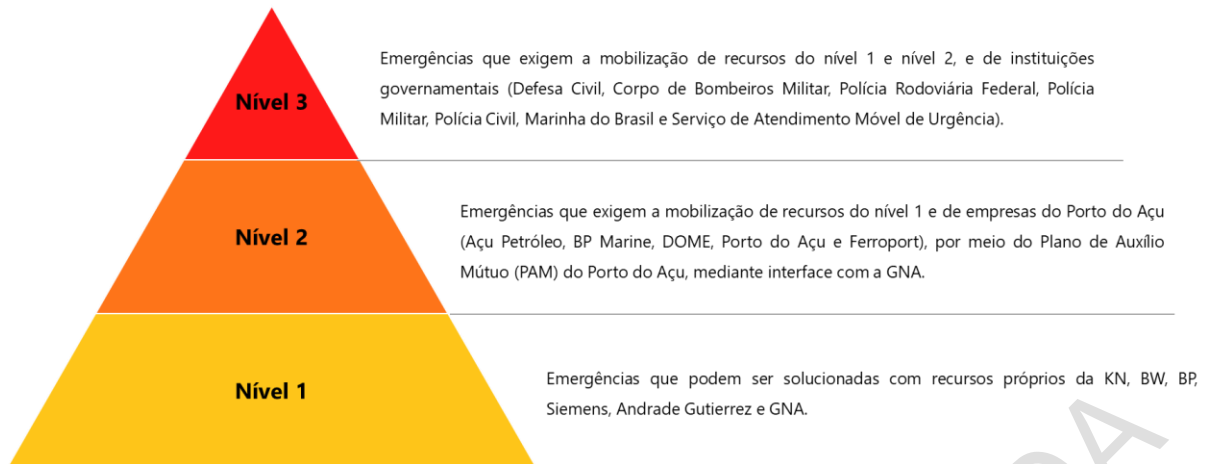 Emergências que exigem a mobilização de recursos do nível 1 e nível 2, e de instituições
governamentais (Defesa Civil, Corpo de Bombeiros Militar, Polícia Rodoviária Federal, Polícia
Militar, Polícia Civil, Marinha do Brasil e Serviço de Atendimento Móvel de Urgência).
Nível 3
Emergências que exigem a mobilização de recursos do nível 1 e de empresas do Porto do Açu
(Açu Petróleo, BP Marine, DOME, Porto do Açu e Ferroport), por meio do Plano de Auxílio
Mútuo (PAM) do Porto do Açu, mediante interface com a GNA.
Nível 2
Emergências que podem ser solucionadas com recursos próprios da KN, BW, BP,
Siemens, Andrade Gutierrez e GNA.
Nível 1